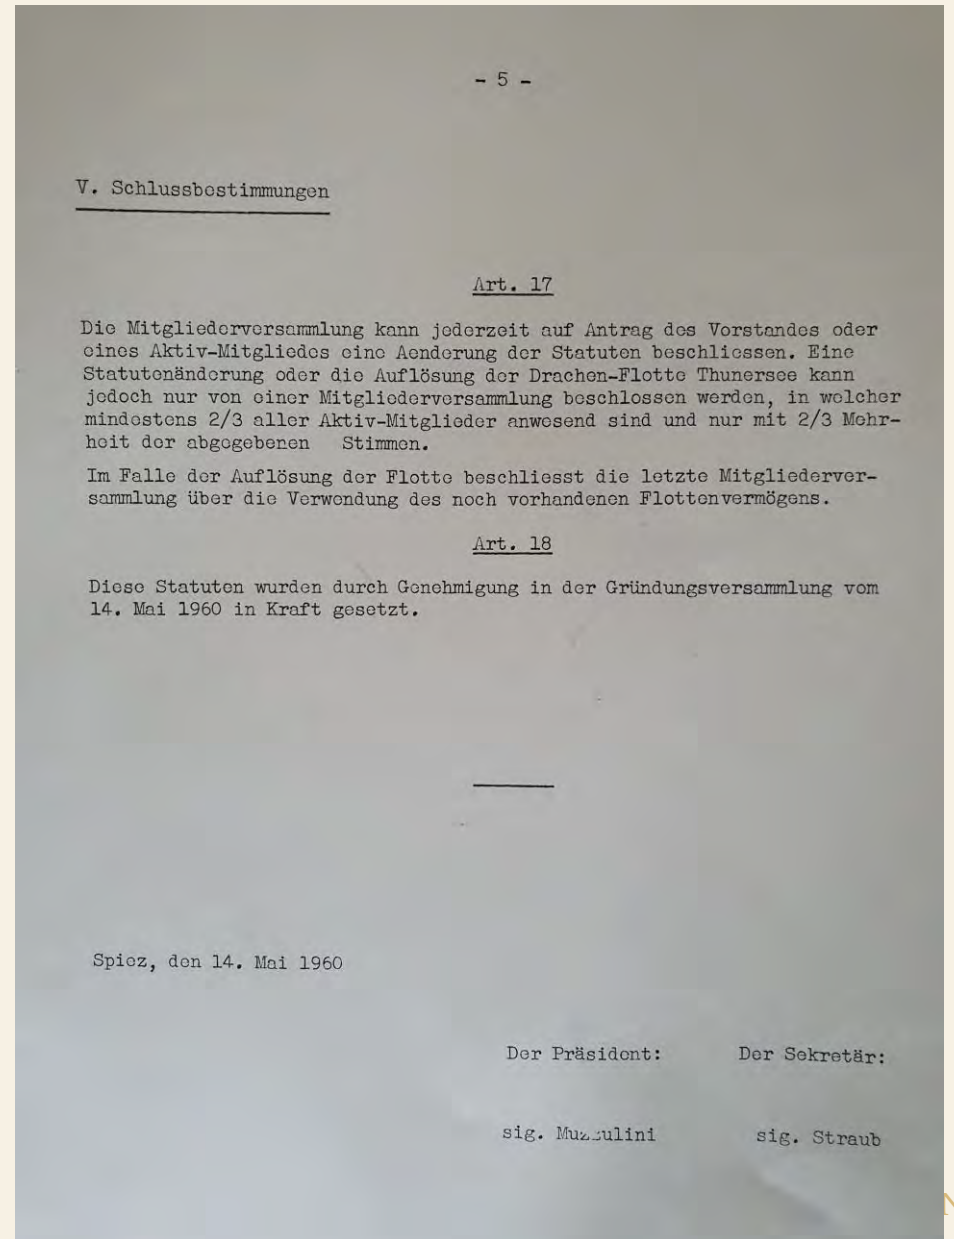 - 5 -
V. Schlussbestimmungen
Art. 17
Die Mitgliederversammlung kann jederzeit auf Antrag des Vorstandes oder
eines Aktiv-Mitgliedes eine Aenderung der Statuten beschliessen. Eine
Statutenänderung oder die Auflösung der Drachen-Flotte Thunersee kann
jedoch nur von einer Mitgliederversammlung beschlossen werden, in welcher
mindestens 2/3 aller Aktiv-Mitglieder anwesend sind und nur mit 2/3 Mehr-
heit der abgegebenen Stimmen.
Im Falle der Auflösung der Flotte beschliesst die letzte Mitgliederver-
sammlung über die Verwendung des noch vorhandenen Flottenvermögens.
Art. 18
Diese Statuten wurden durch Genehmigung in der Gründungsversammlung vom
14. Mai 1960 in Kraft gesetzt.
Spiez, den 14. Mai 1960
Der Präsident: Der Sekretär:
sig. sig. Straub